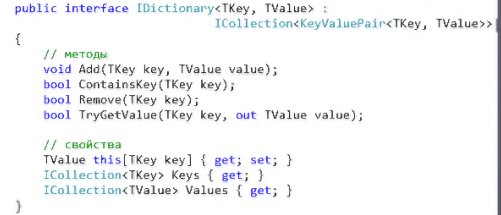 public interface IDictionary<TKey, TValue> :
ICollection<KeyValuePair<TKey, TValue>>
{
// методы
void Add(TKey key, TValue value);
bool ContainsKey(TKey key);
bool Remove(TKey key);
bool TryGetValue(TKey key, out TValue value);
// свойства
TValue this[TKey key] { get; set; }
ICollection<TKey> Keys { get; }
ICollection<TValue> Values { get; }
}